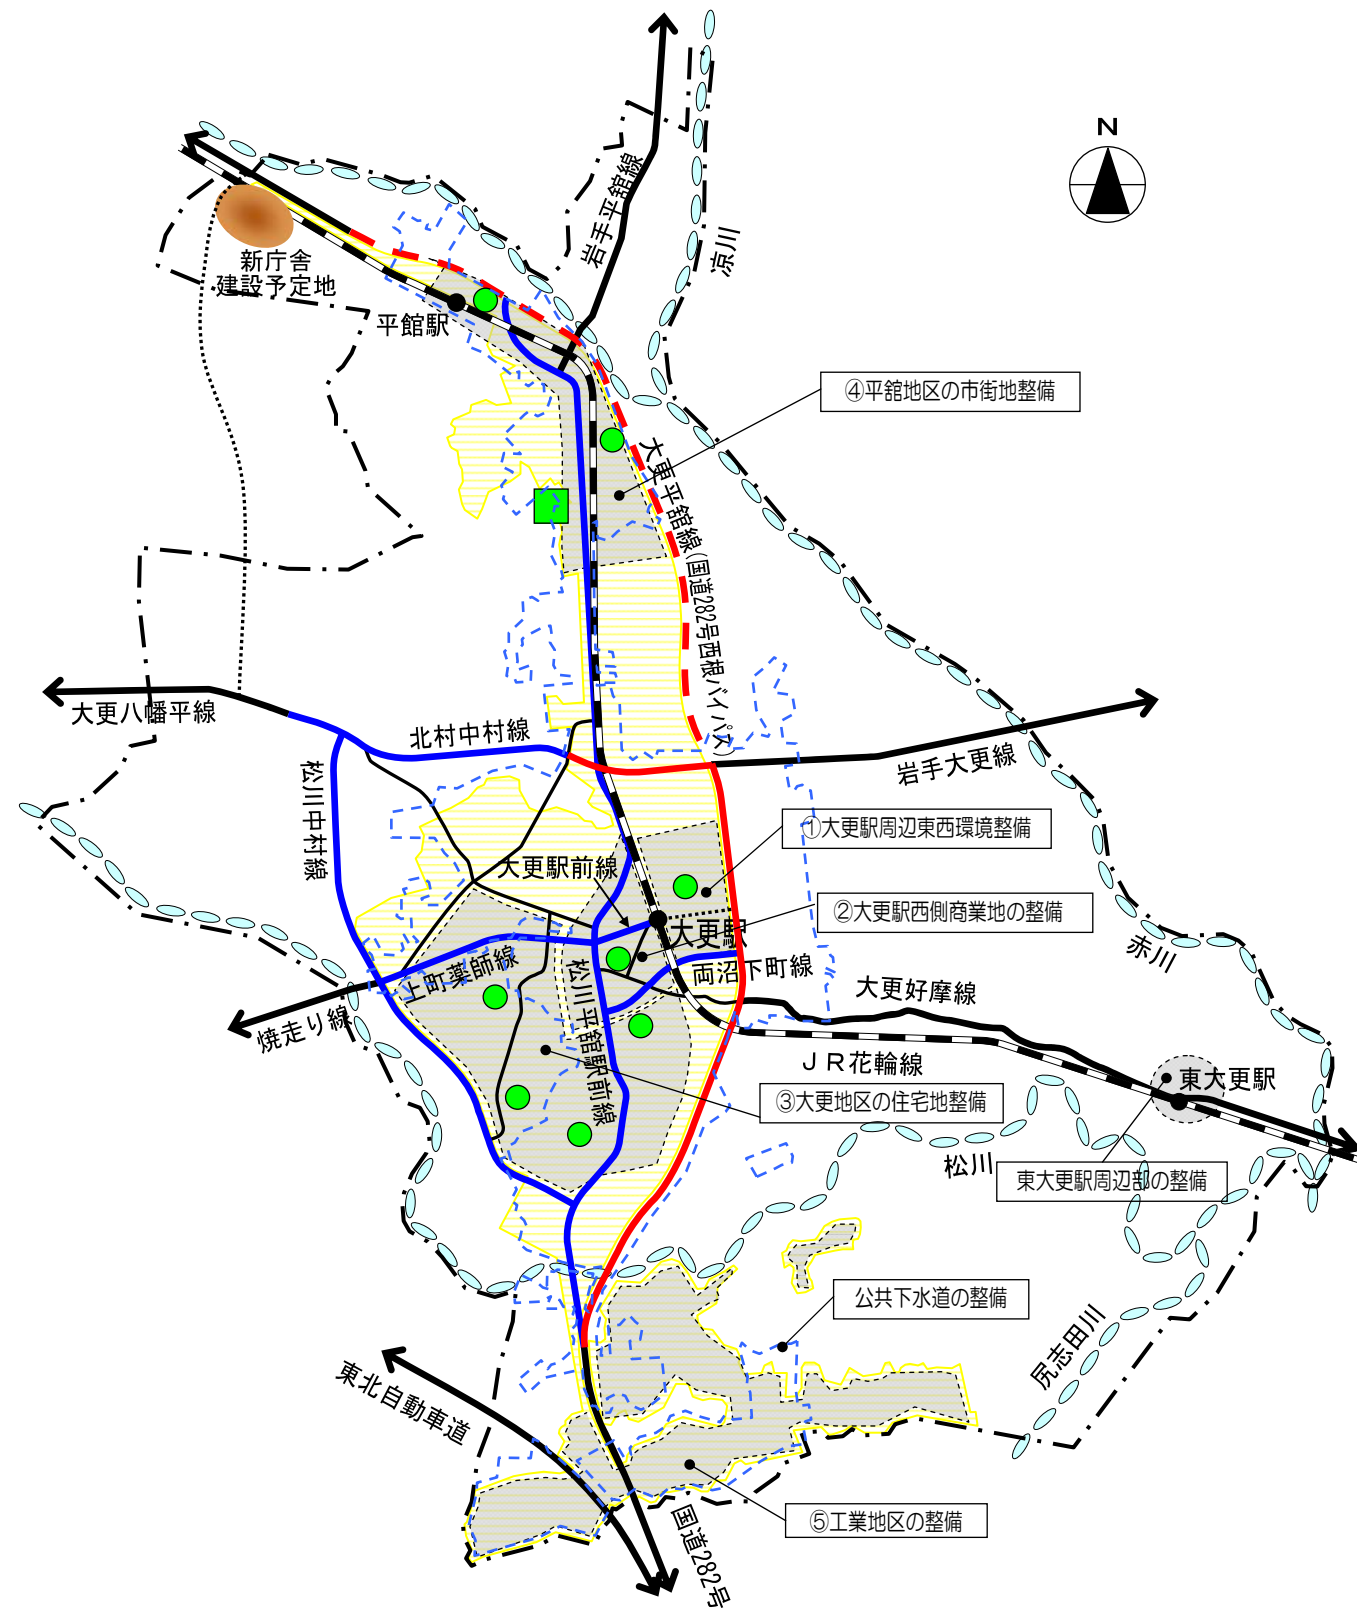 N
岩手平舘線
涼川
新庁舎
建設予定地
平館駅
④平舘地区の市街地整備
大更平舘線(国道282号西根バイパス)
大更八幡平線
北村中村線
岩手大更線
松川中村線
①大更駅周辺東西環境整備
大更駅前線
②大更駅西側商業地の整備
大更駅
赤川
上町薬師線
両沼下町線
松川平舘駅前線
大更好摩線
焼走り線
JR花輪線
東大更駅
③大更地区の住宅地整備
松川
東大更駅周辺部の整備
公共下水道の整備
尻志田川
東北自動車道
⑤工業地区の整備
国道282号